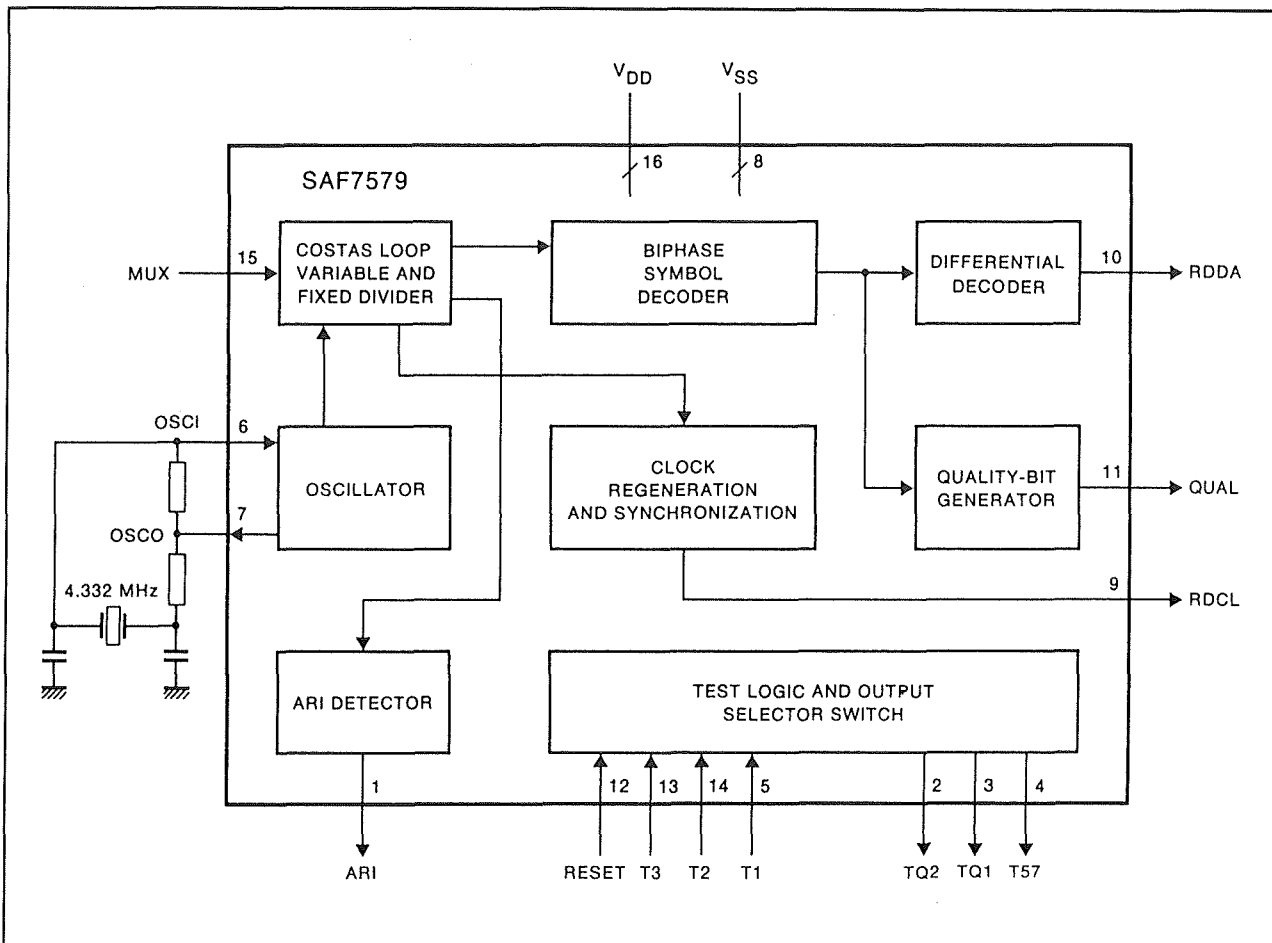 VDD
VSS
16
8
SAF7579
COSTAS LOOP
VARIABLE AND
FIXED DIVIDER
BIPHASE
SYMBOL
DECODER
DIFFERENTIAL
DECODER
MUX
15
10
RDDA
OSCI
6
OSCILLATOR
7
OSCO
4.332 MHz
CLOCK
REGENERATION
AND SYNCHRONIZATION
QUALITY-BIT
GENERATOR
11
QUAL
9
RDCL
ARI DETECTOR
TEST LOGIC AND OUTPUT
SELECTOR SWITCH
1
12
13
14
5
2
3
4
ARI
RESET
T3
T2
T1
TQ2
TQ1
T57